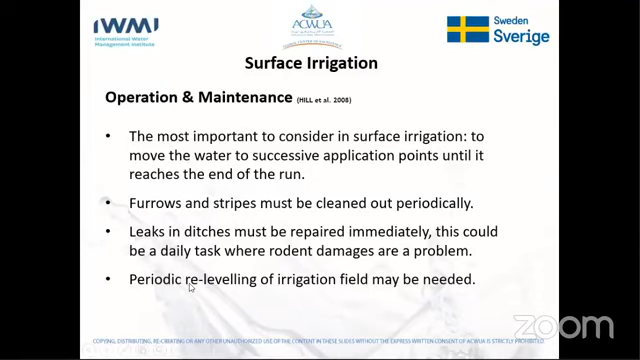 IWMI
International Water
Management Institute
ACWUA
Sweden
Sverige
Surface Irrigation
Operation & Maintenance (HILL et al. 2008)
• The most important to consider in surface irrigation: to
move the water to successive application points until it
reaches the end of the run.
• Furrows and stripes must be cleaned out periodically.
• Leaks in ditches must be repaired immediately, this could
be a daily task where rodent damages are a problem.
• Periodic re-levelling of irrigation field may be needed.
zoom
COPYING, DISTRIBUTING, RE-CREATING OR ANY OTHER UNAUTHORIZED USE OF THE CONTENT IN THESE SLIDES WITHOUT THE EXPRESS WRITTEN CONSENT OF ACWUA IS STRICTLY PROHIBITED